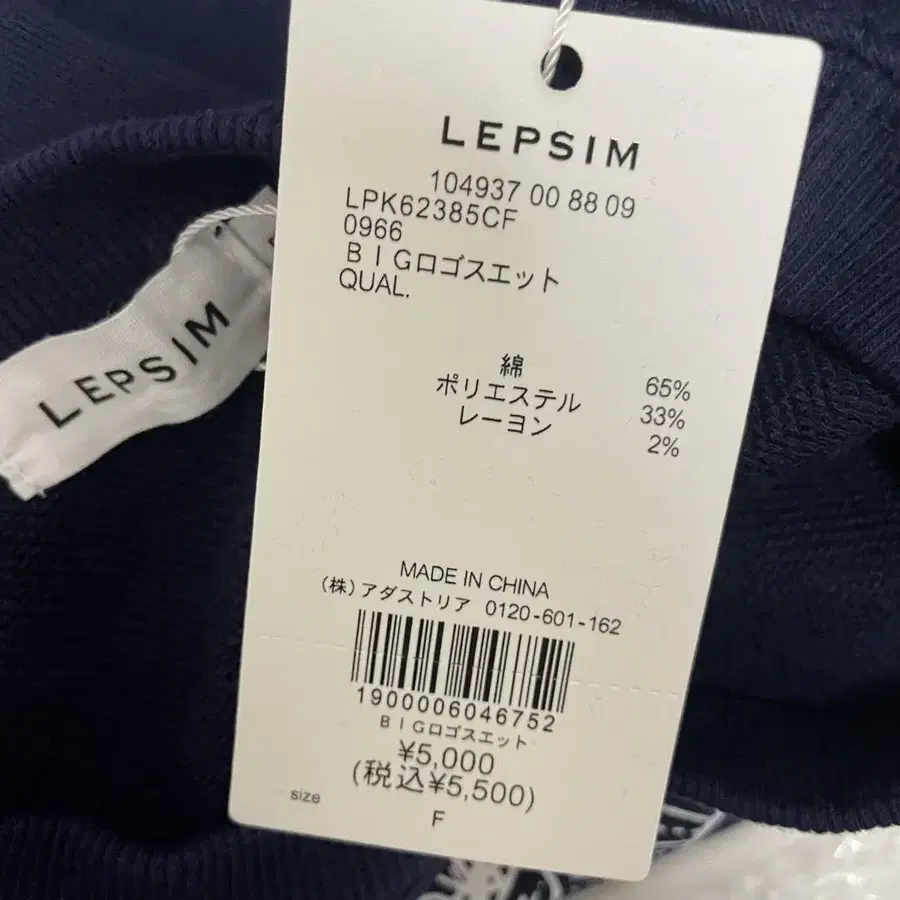 LEPSIM
104937 00 88 09
LPK62385CF
0966
BIGロゴスエット
QUAL.
綿 65%
ポリエステル 33%
レーヨン 2%
MADE IN CHINA
(株)アダストリア 0120-601-162
1900006046752
BIGロゴスエット
¥5,000
(税込¥5,500)
size
F
LEPSIM